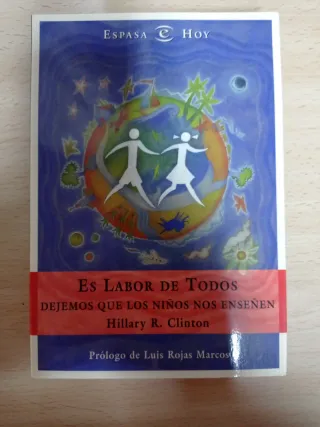 ESPASA e HOY
ES LABOR DE TODOS
DEJEMOS QUE LOS NIÑOS NOS ENSEÑEN
Hillary R. Clinton
Prólogo de Luis Rojas Marcos